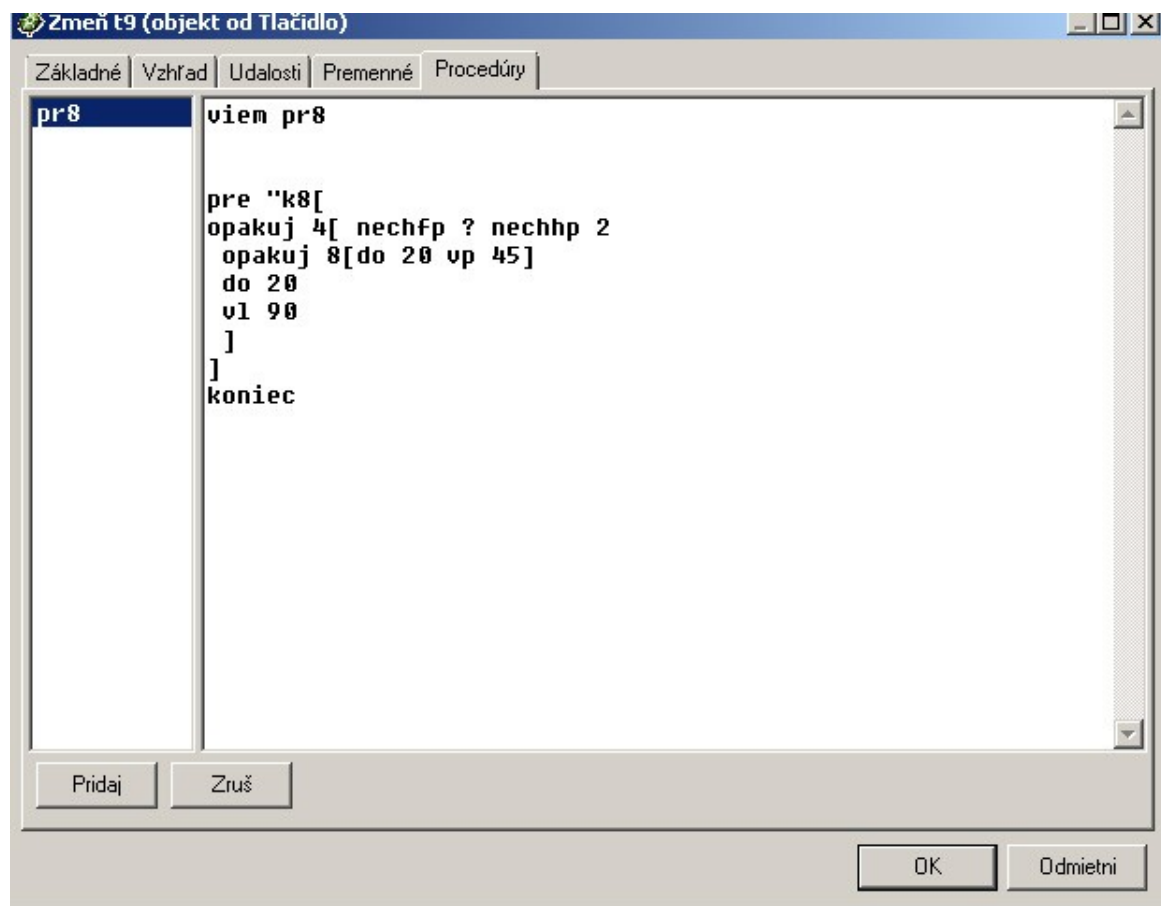 Zmeň t9 (objekt od Tlačidlo)
Základné Vzhľad Udalosti Premenné Procedúry
pr8
viem pr8
pre "k8[
opakuj 4[ nechfp ? nechhp 2
opakuj 8[do 20 vp 45]
do 20
vl 90
]
]
koniec
Pridaj Zruš
OK Odmietni